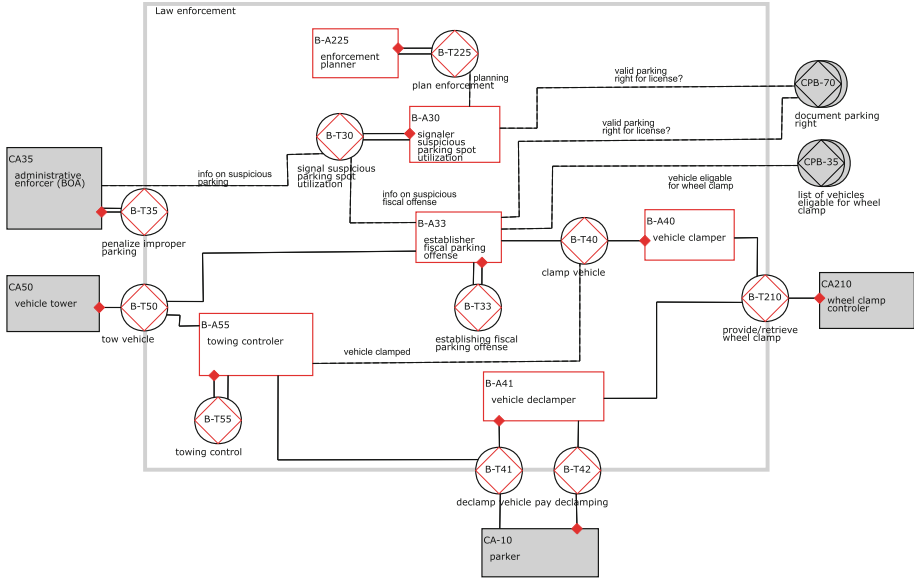 Law enforcement
B-A225
enforcement
planner
B-T225
plan enforcement
planning
valid parking
right for license?
CPB-70
document parking
right
B-A30
signaler
suspicious
parking spot
utilization
B-T30
signal suspicious
parking spot
utilization
valid parking
right for license?
CPB-35
list of vehicles
eligable for wheel
clamp
vehicle eligable
for wheel clamp
CA35
administrative
enforcer (BOA)
info on suspicious
parking
B-T35
penalize improper
parking
info on suspicious
fiscal offense
B-A33
establisher
fiscal parking
offense
B-T40
clamp vehicle
B-A40
vehicle clamper
CA50
vehicle tower
B-T50
tow vehicle
B-T33
establishing fiscal
parking offense
B-T210
provide/retrieve
wheel clamp
CA210
wheel clamp
controler
B-A55
towing controler
vehicle clamped
B-A41
vehicle declamper
B-T55
towing control
B-T41
declamp vehicle
B-T42
pay declamping
CA-10
parker